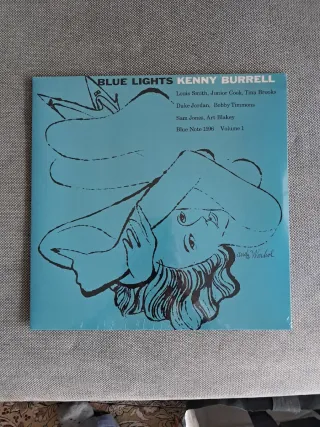 BLUE LIGHTS KENNY BURRELL
Louis Smith, Junior Cook, Tina Brooks
Duke Jordan, Bobby Timmons
Sam Jones, Art Blakey
Blue Note 1596 Volume 1
Andy Warhol